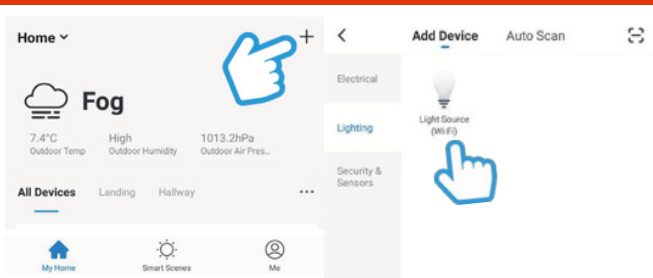 Home
+
Fog
7.4°C High 1013.2hPa
Outdoor Temp Outdoor Humidity Outdoor Air Pres...
All Devices Landing Hallway ...
My Home Smart Scenes Me
< Add Device Auto Scan
Electrical
Lighting
Security &
Sensors
Light Source
(Wi-Fi)